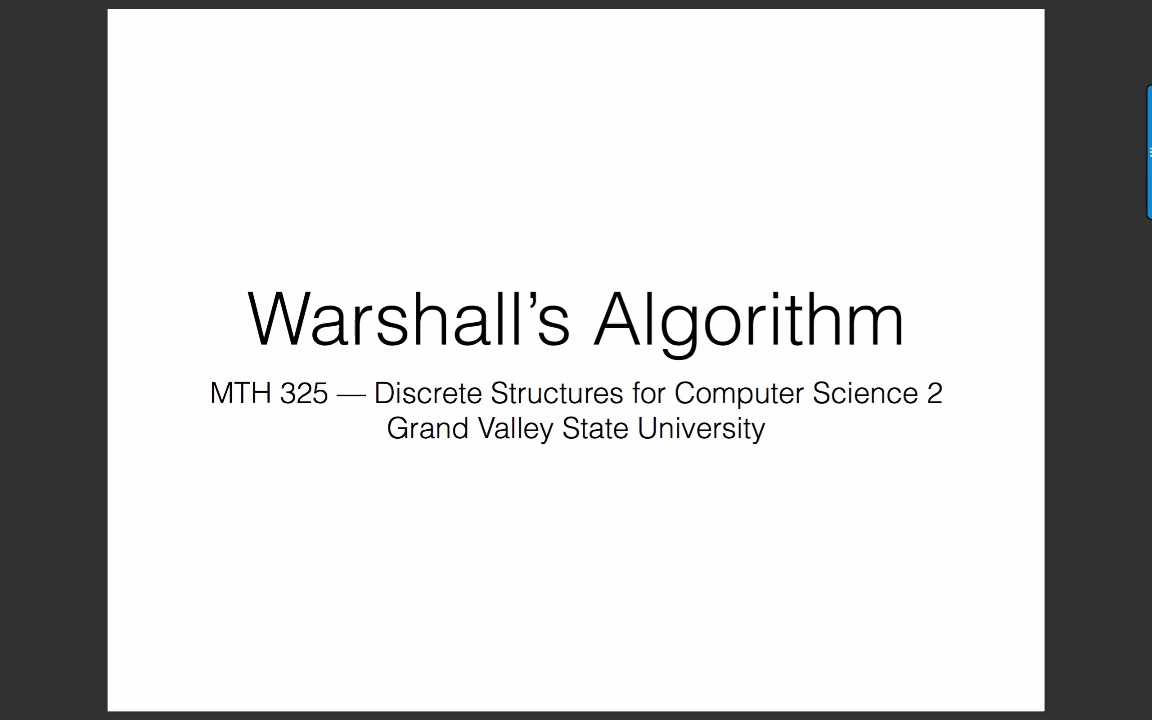 Warshall’s Algorithm
MTH 325 — Discrete Structures for Computer Science 2
Grand Valley State University